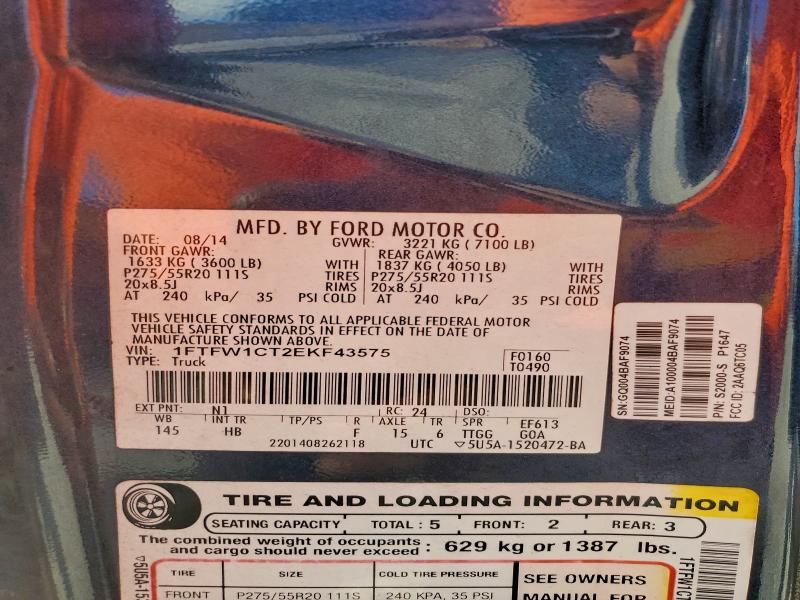 MFD. BY FORD MOTOR CO.
DATE: 08/14 GVWR: 3221 KG ( 7100 LB)
FRONT GAWR: REAR GAWR:
1633 KG ( 3600 LB) WITH 1837 KG ( 4050 LB) WITH
P275/55R20 111S TIRES P275/55R20 111S TIRES
20x8.5J RIMS 20x8.5J RIMS
AT 240 kPa/ 35 PSI COLD AT 240 kPa/ 35 PSI COLD
THIS VEHICLE CONFORMS TO ALL APPLICABLE FEDERAL MOTOR
VEHICLE SAFETY STANDARDS IN EFFECT ON THE DATE OF
MANUFACTURE SHOWN ABOVE.
VIN: 1FTFW1CT2EKF43575 F0160
TYPE: Truck T0490
EXT PNT: N1 RC: 24 DSO:
WB INT TR TP/PS R AXLE TR SPR EF613
145 HB F 15 6 TTGG G0A
2201408262118 UTC ▽5U5A-1520472-BA
SN:GQ004BAF9074
MEID:A100004BAF9074
P/N: S2000-S P1647
FCC ID: 2AAQ6TC05
TIRE AND LOADING INFORMATION
SEATING CAPACITY TOTAL : 5 FRONT: 2 REAR: 3
The combined weight of occupants
and cargo should never exceed : 629 kg or 1387 lbs.
TIRE SIZE COLD TIRE PRESSURE SEE OWNERS
FRONT P275/55R20 111S 240 KPA, 35 PSI MANUAL FOR
▽5U5A-15
1FTFW1C